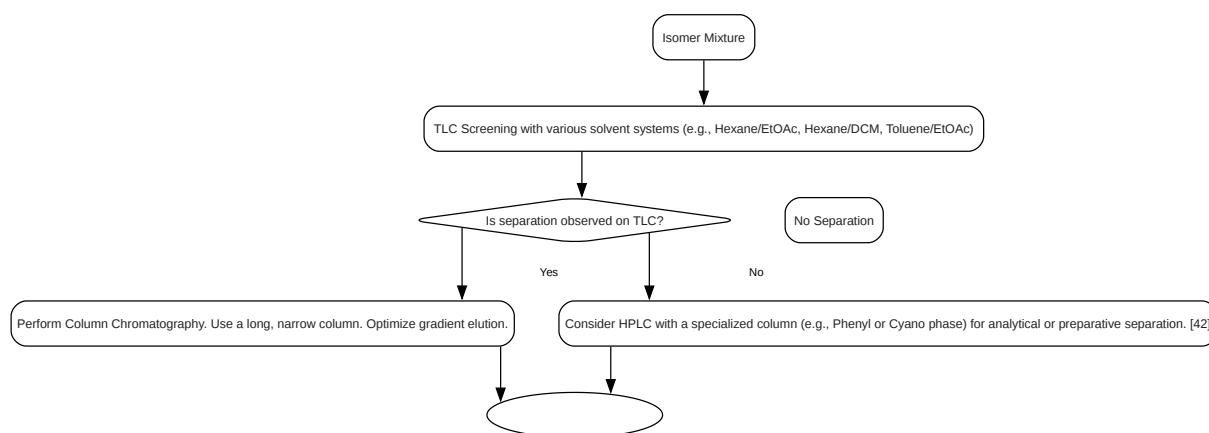 Isomer Mixture
TLC Screening with various solvent systems (e.g., Hexane/EtOAc, Hexane/DCM, Toluene/EtOAc)
Is separation observed on TLC?
No Separation
Yes
No
Perform Column Chromatography. Use a long, narrow column. Optimize gradient elution.
Consider HPLC with a specialized column (e.g., Phenyl or Cyano phase) for analytical or preparative separation. [42]